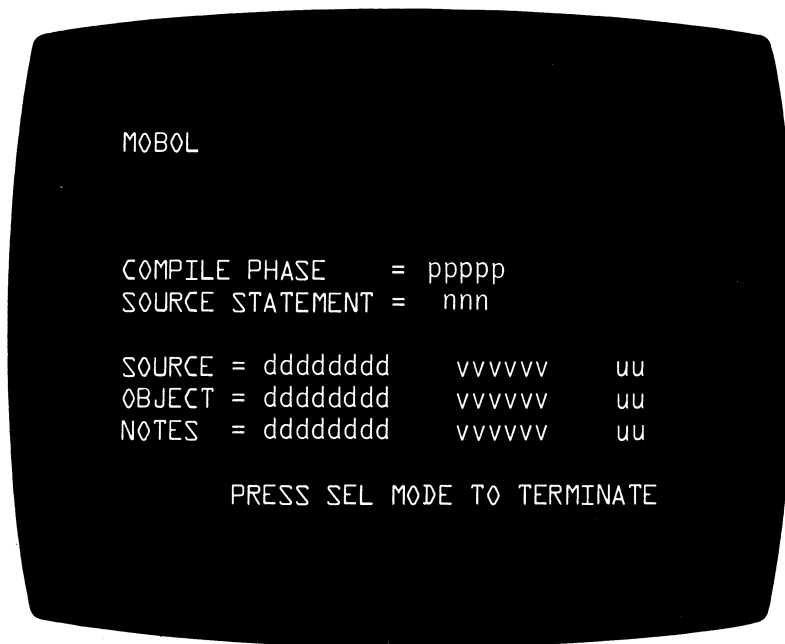 MOBOL
COMPILE PHASE = ppppp
SOURCE STATEMENT = nnn
SOURCE = dddddddd vvvvvv uu
OBJECT = dddddddd vvvvvv uu
NOTES = dddddddd vvvvvv uu
PRESS SEL MODE TO TERMINATE